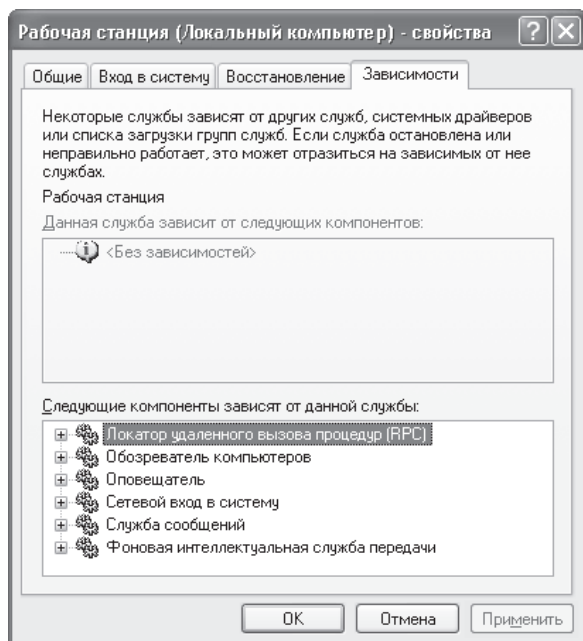 Рабочая станция (Локальный компьютер) - свойства
Общие Вход в систему Восстановление Зависимости
Некоторые службы зависят от других служб, системных драйверов
или списка загрузки групп служб. Если служба остановлена или
неправильно работает, это может отразиться на зависимых от нее
службах.
Рабочая станция
Данная служба зависит от следующих компонентов:
<Без зависимостей>
Следующие компоненты зависят от данной службы:
Локатор удаленного вызова процедур (RPC)
Обозреватель компьютеров
Оповещатель
Сетевой вход в систему
Служба сообщений
Фоновая интеллектуальная служба передачи
OK Отмена Применить